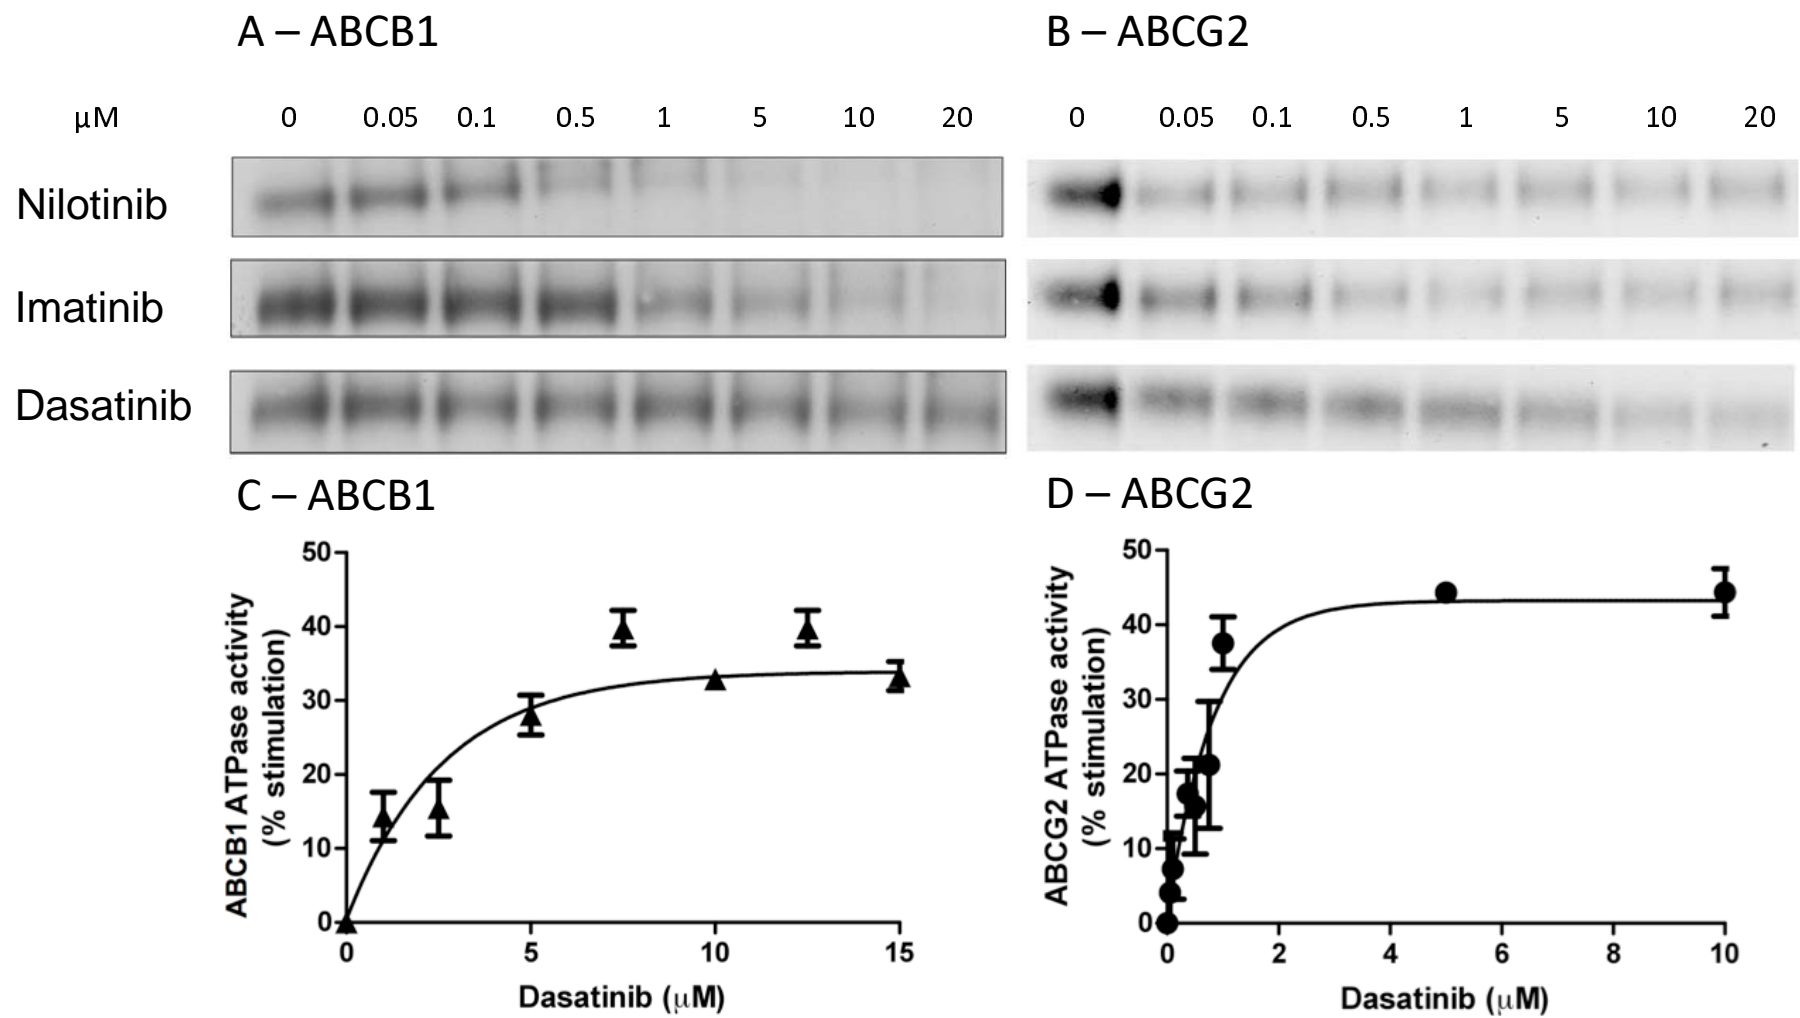 A – ABCB1
B – ABCG2
µM 0 0.05 0.1 0.5 1 5 10 20 0 0.05 0.1 0.5 1 5 10 20
Nilotinib
Imatinib
Dasatinib
C – ABCB1
D – ABCG2
ABCB1 ATPase activity
(% stimulation)
50
40
30
20
10
0
0 5 10 15
Dasatinib (µM)
ABCG2 ATPase activity
(% stimulation)
50
40
30
20
10
0
0 2 4 6 8 10
Dasatinib (µM)